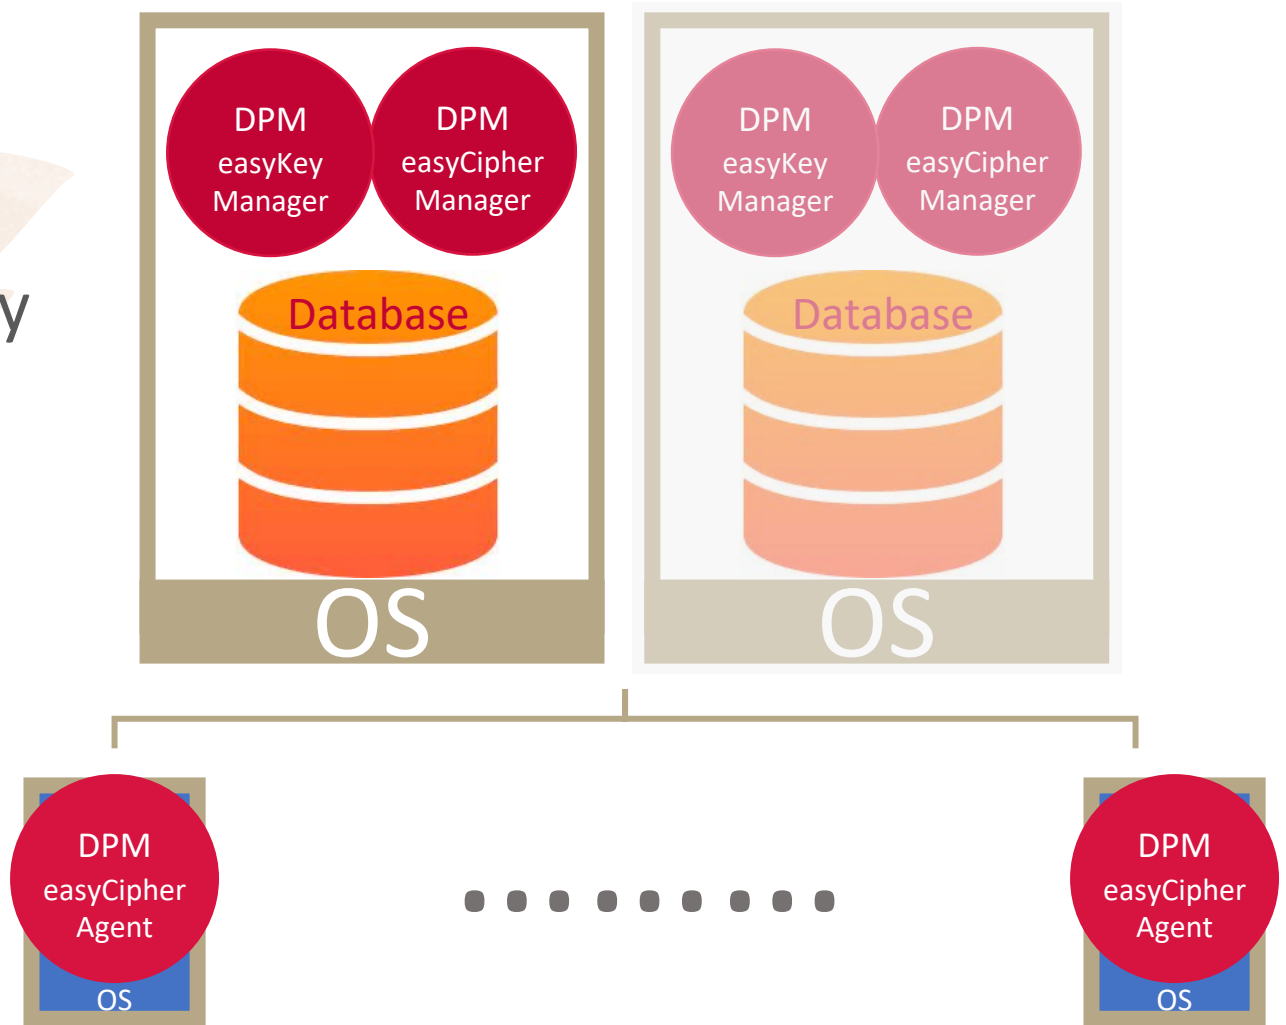 DPM
easyKey
Manager
DPM
easyCipher
Manager
Database
OS
DPM
easyKey
Manager
DPM
easyCipher
Manager
Database
OS
y
DPM
easyCipher
Agent
OS
.........
DPM
easyCipher
Agent
OS